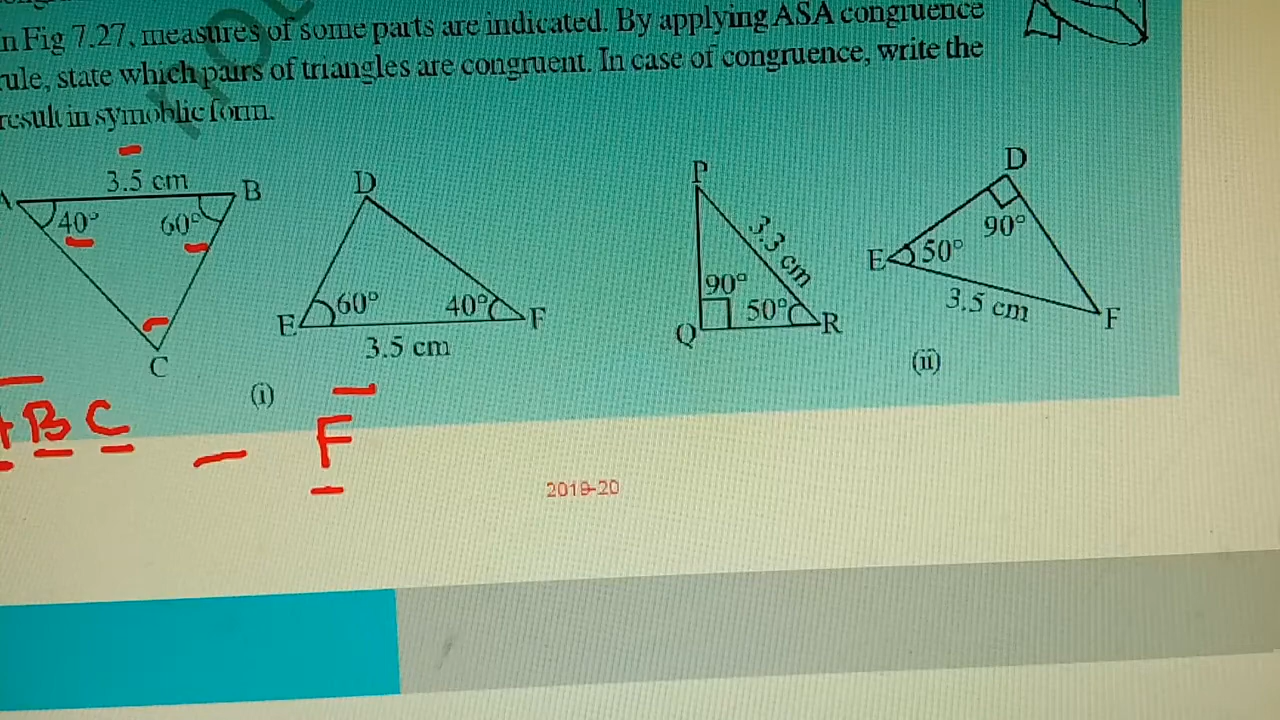 n Fig 7.27, measures of some parts are indicated. By applying ASA congruence
rule, state which pairs of triangles are congruent. In case of congruence, write the
result in symoblic form.
A 3.5 cm B
40° 60°
C
D
E 60° 40° F
3.5 cm
(i)
P
3.3 cm
90° 50°
Q R
D
90°
E 50°
3.5 cm F
(ii)
ABC F
2019-20